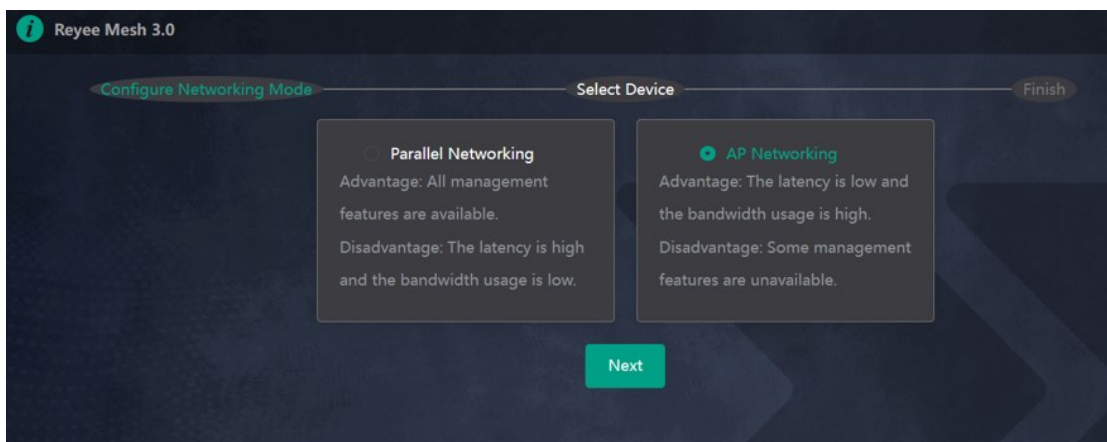 i Reyee Mesh 3.0
Configure Networking Mode Select Device Finish
Parallel Networking
Advantage: All management
features are available.
Disadvantage: The latency is high
and the bandwidth usage is low.
AP Networking
Advantage: The latency is low and
the bandwidth usage is high.
Disadvantage: Some management
features are unavailable.
Next